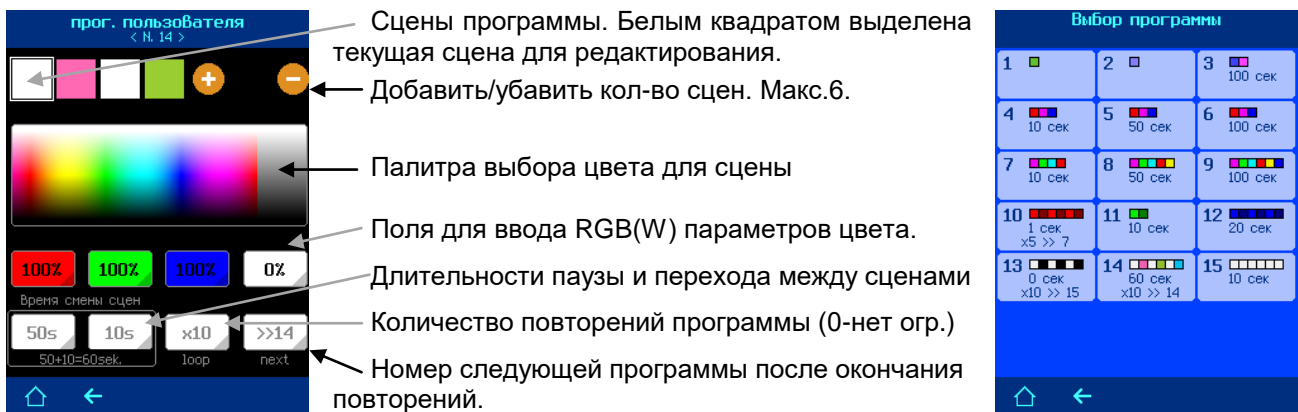 прог. пользователя
< N. 14 >
+
−
100%
100%
100%
0%
Время смены сцен
50s
10s
x10
>>14
50+10=60sek.
loop
next
Сцены программы. Белым квадратом выделена
текущая сцена для редактирования.
Добавить/убавить кол-во сцен. Макс.6.
Палитра выбора цвета для сцены
Поля для ввода RGB(W) параметров цвета.
Длительности паузы и перехода между сценами
Количество повторений программы (0-нет огр.)
Номер следующей программы после окончания
повторений.
Выбор программы
1
2
3
100 сек
4
10 сек
5
50 сек
6
100 сек
7
10 сек
8
50 сек
9
100 сек
10
1 сек
x5 >> 7
11
10 сек
12
20 сек
13
0 сек
x10 >> 15
14
60 сек
x10 >> 14
15
10 сек